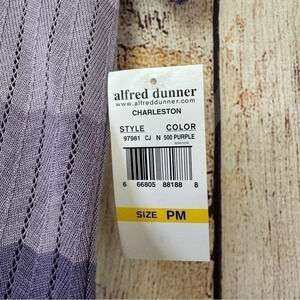 alfred dunner
www.alfreddunner.com
CHARLESTON
STYLE COLOR
97981 CJ N 500 PURPLE
6 66805 88188 8
SIZE PM